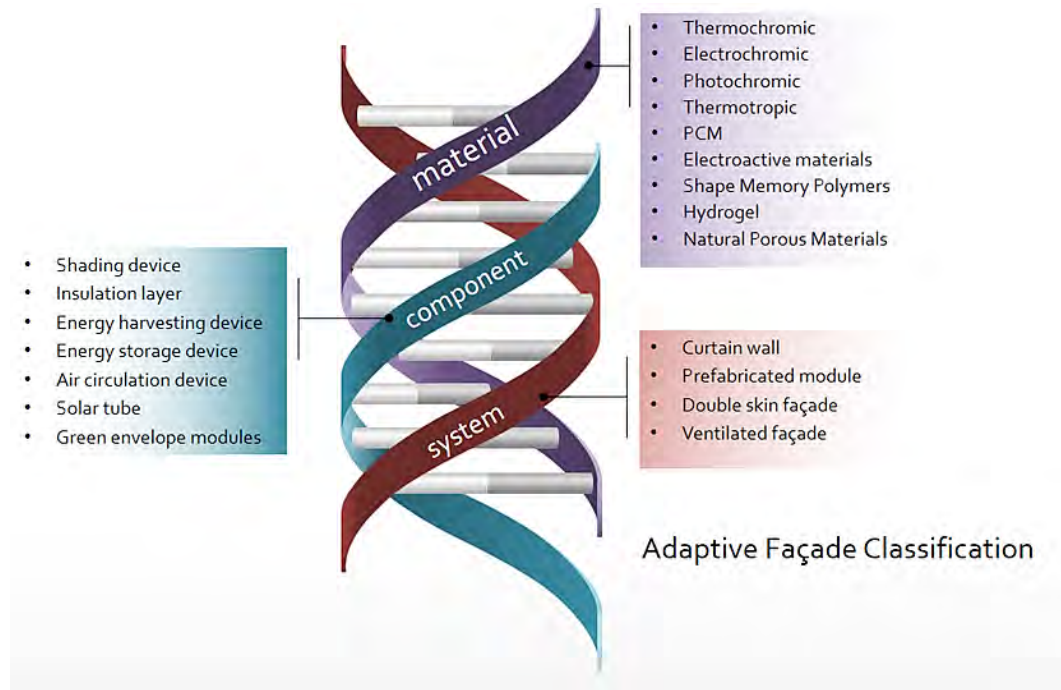 • Thermochromic
• Electrochromic
• Photochromic
• Thermotropic
• PCM
• Electroactive materials
• Shape Memory Polymers
• Hydrogel
• Natural Porous Materials
material
component
system
• Shading device
• Insulation layer
• Energy harvesting device
• Energy storage device
• Air circulation device
• Solar tube
• Green envelope modules
• Curtain wall
• Prefabricated module
• Double skin façade
• Ventilated façade
Adaptive Façade Classification